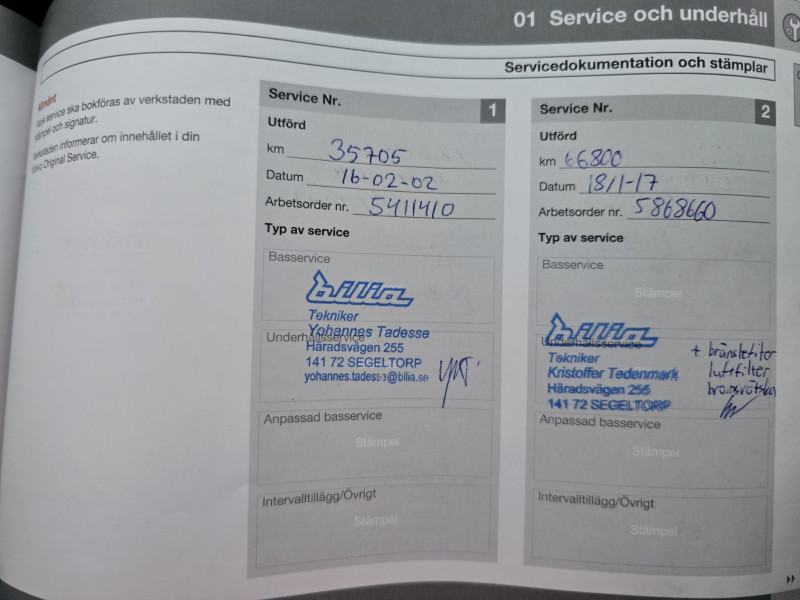 01 Service och underhåll
Servicedokumentation och stämplar
Allmänt
service ska bokföras av verkstaden med
stämpel och signatur.
Verkstaden informerar om innehållet i din
Volvo Original Service.
Service Nr. 1
Utförd
km 35705
Datum 16-02-02
Arbetsorder nr. 5411410
Typ av service
Basservice
bilia
Tekniker
Yohannes Tadesse
Underhållsservice
Häradsvägen 255
141 72 SEGELTORP
yohannes.tadesse@bilia.se
Anpassad basservice
Stämpel
Intervalltillägg/Övrigt
Stämpel
Service Nr. 2
Utförd
km 66800
Datum 18/1-17
Arbetsorder nr. 5868660
Typ av service
Basservice
Stämpel
bilia
Underhållsservice
Tekniker
Kristoffer Tedenmark
Häradsvägen 255
141 72 SEGELTORP
+ bränslefilter
luftfilter
bromsvätska
Anpassad basservice
Stämpel
Intervalltillägg/Övrigt
Stämpel